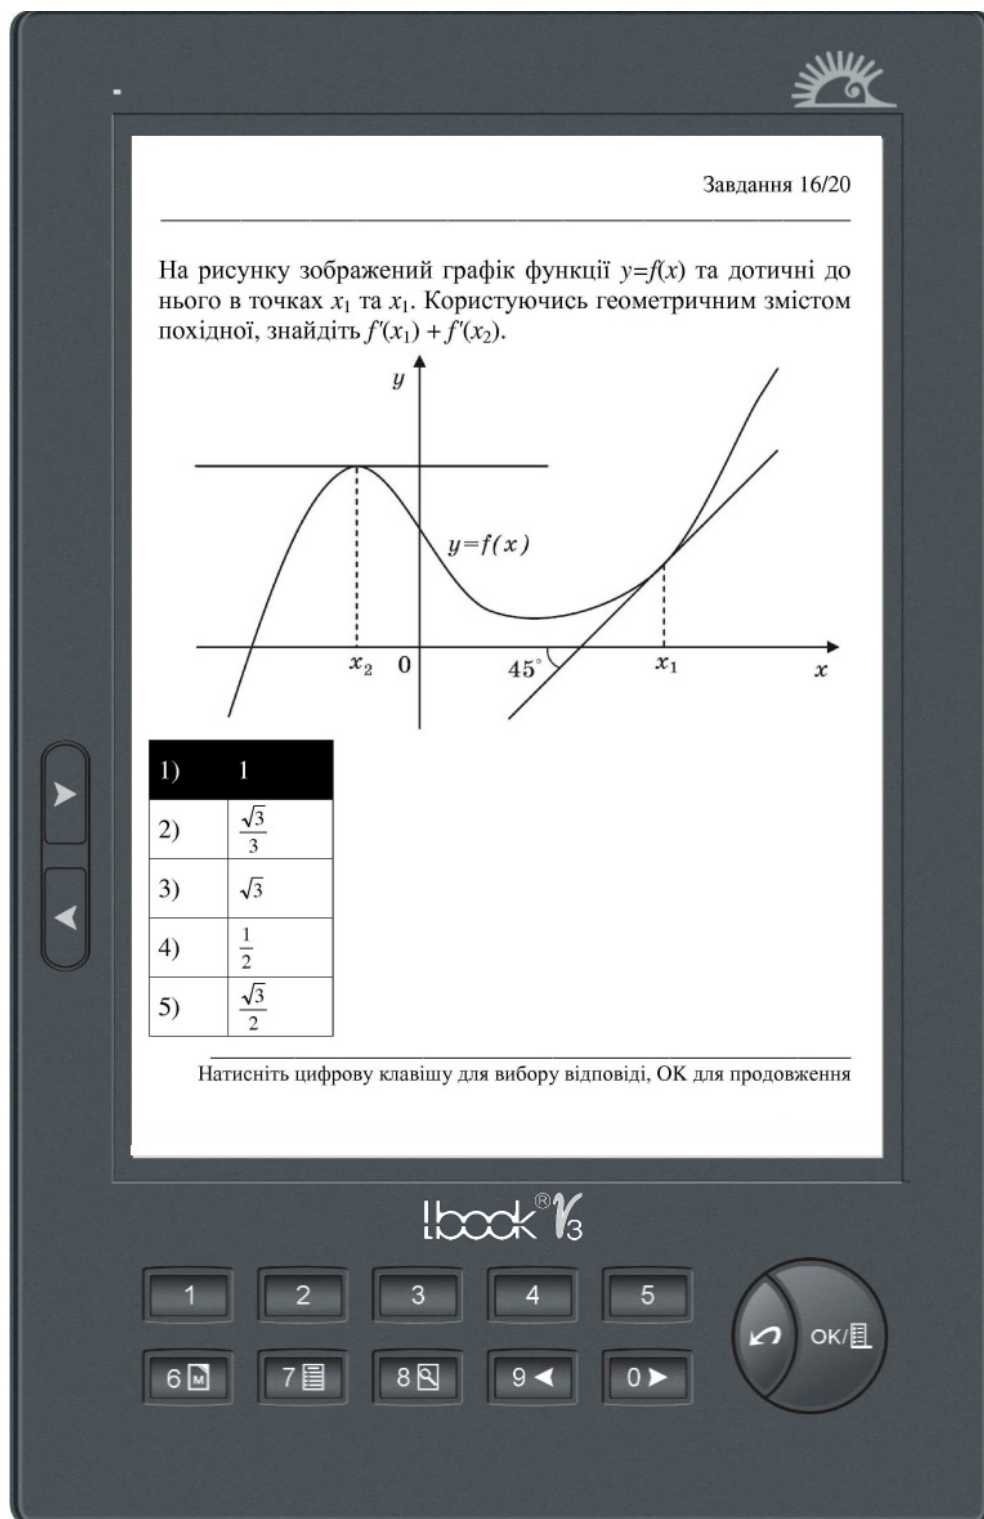 Завдання 16/20
На рисунку зображений графік функції y=f(x) та дотичні до
нього в точках x₁ та x₁. Користуючись геометричним змістом
похідної, знайдіть f'(x₁) + f'(x₂).
y
y=f(x)
x₂ 0 45° x₁ x
1) 1
2) √3/3
3) √3
4) 1/2
5) √3/2
Натисніть цифрову клавішу для вибору відповіді, ОК для продовження
lbook® V3
1 2 3 4 5
OK/
6 M 7 8 9 0